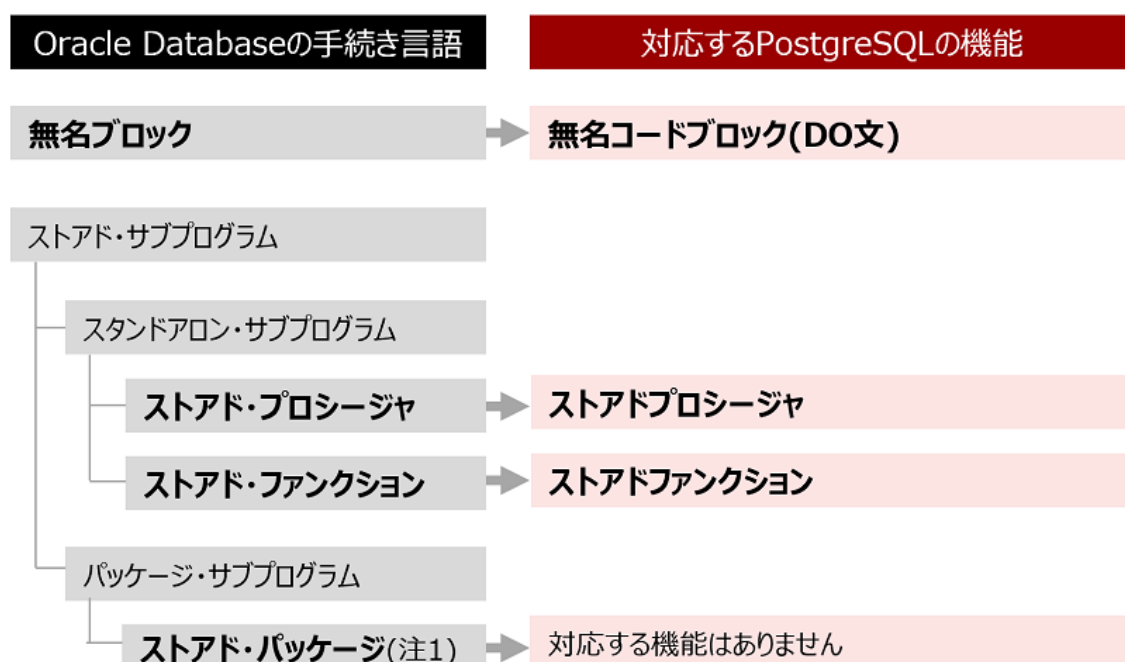 Oracle Databaseの手続き言語
対応するPostgreSQLの機能
無名ブロック
無名コードブロック(DO文)
ストアド・サブプログラム
スタンドアロン・サブプログラム
ストアド・プロシージャ
ストアドプロシージャ
ストアド・ファンクション
ストアドファンクション
パッケージ・サブプログラム
ストアド・パッケージ(注1)
対応する機能はありません